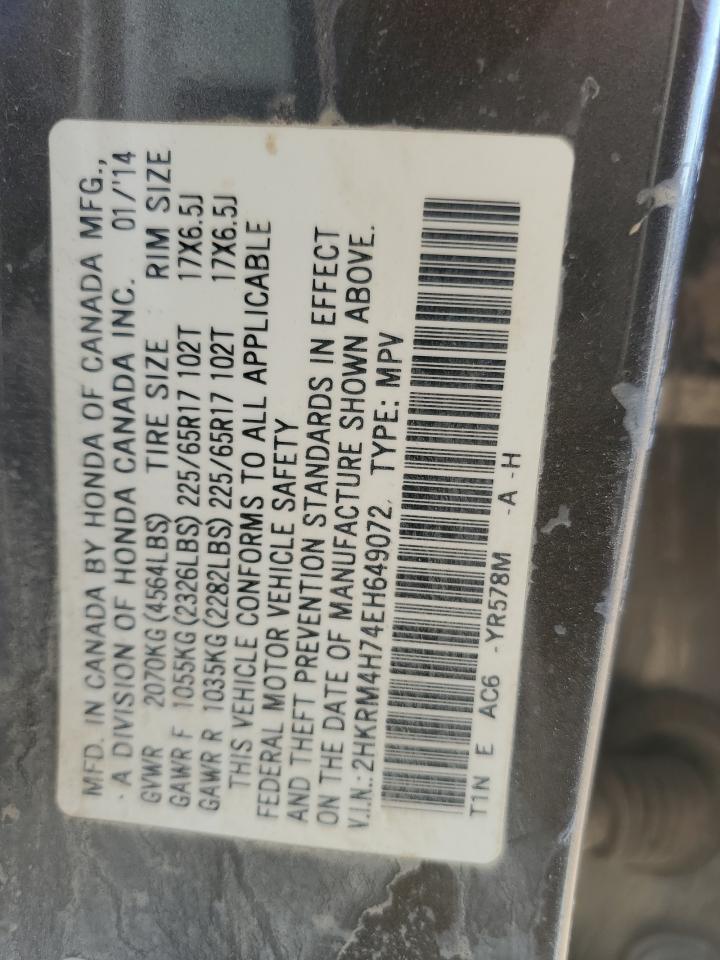 MFD. IN CANADA BY HONDA OF CANADA MFG.,
A DIVISION OF HONDA CANADA INC. 01/'14
GVWR 2070KG (4564LBS) TIRE SIZE RIM SIZE
GAWR F 1055KG (2326LBS) 225/65R17 102T 17X6.5J
GAWR R 1035KG (2282LBS) 225/65R17 102T 17X6.5J
THIS VEHICLE CONFORMS TO ALL APPLICABLE
FEDERAL MOTOR VEHICLE SAFETY
AND THEFT PREVENTION STANDARDS IN EFFECT
ON THE DATE OF MANUFACTURE SHOWN ABOVE.
V.I.N.:2HKRM4H74EH649072 TYPE: MPV
T1N E AC6 -YR578M -A -H